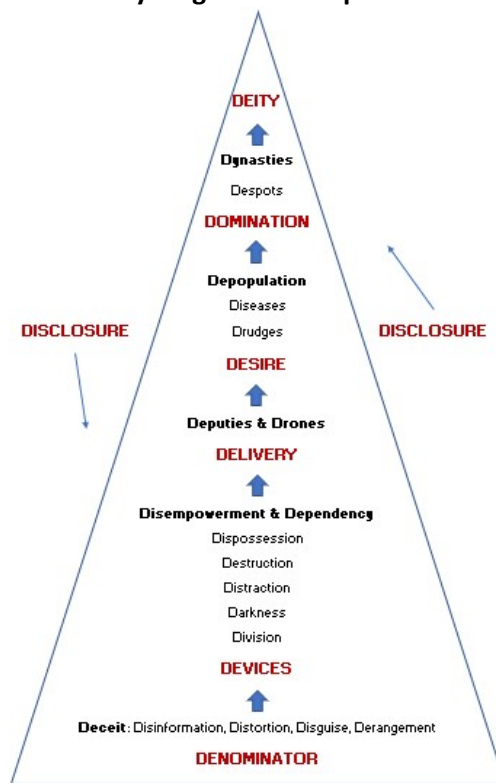 DEITY
Dynasties
Despots
DOMINATION
Depopulation
Diseases
Drudges
DISCLOSURE
DISCLOSURE
DESIRE
Deputies & Drones
DELIVERY
Disempowerment & Dependency
Dispossession
Destruction
Distraction
Darkness
Division
DEVICES
Deceit: Disinformation, Distortion, Disguise, Derangement
DENOMINATOR